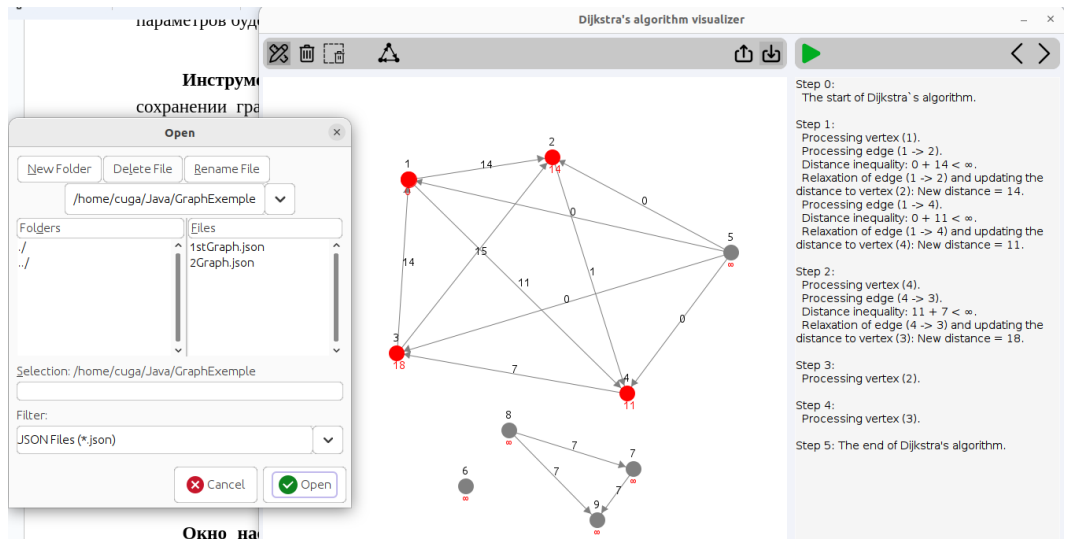 параметров буд
Dijkstra's algorithm visualizer
Инструме
сохранении гра
Open
New Folder
Delete File
Rename File
/home/cuga/Java/GraphExemple
Folders
Files
./
../
1stGraph.json
2Graph.json
Selection: /home/cuga/Java/GraphExemple
Filter:
JSON Files (*.json)
Cancel
Open
Окно нас
2
14
1
14
0
0
5
∞
15
14
11
1
0
0
3
18
7
4
11
8
∞
7
7
7
∞
6
∞
7
9
∞
Step 0:
The start of Dijkstra`s algorithm.
Step 1:
Processing vertex (1).
Processing edge (1 -> 2).
Distance inequality: 0 + 14 < ∞.
Relaxation of edge (1 -> 2) and updating the
distance to vertex (2): New distance = 14.
Processing edge (1 -> 4).
Distance inequality: 0 + 11 < ∞.
Relaxation of edge (1 -> 4) and updating the
distance to vertex (4): New distance = 11.
Step 2:
Processing vertex (4).
Processing edge (4 -> 3).
Distance inequality: 11 + 7 < ∞.
Relaxation of edge (4 -> 3) and updating the
distance to vertex (3): New distance = 18.
Step 3:
Processing vertex (2).
Step 4:
Processing vertex (3).
Step 5: The end of Dijkstra's algorithm.